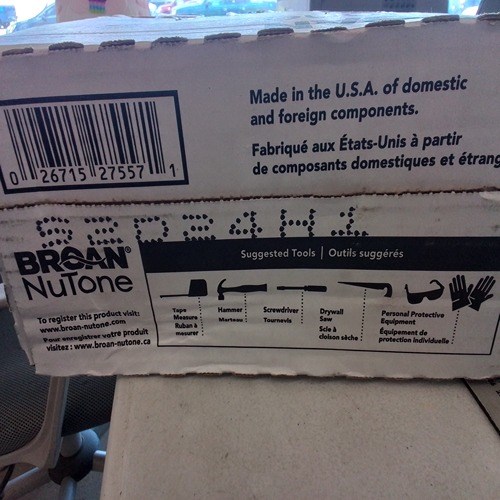 Made in the U.S.A. of domestic
and foreign components.
Fabriqué aux États-Unis à partir
de composants domestiques et étrang
0 26715 27557 1
BROAN®
NuTone
To register this product visit:
www.broan-nutone.com
Pour enregistrer votre produit
visitez : www.broan-nutone.ca
Suggested Tools | Outils suggérés
Tape
Measure
Ruban à
mesurer
Hammer
Marteau
Screwdriver
Tournevis
Drywall
Saw
Scie à
cloison sèche
Personal Protective
Equipment
Équipement de
protection individuelle